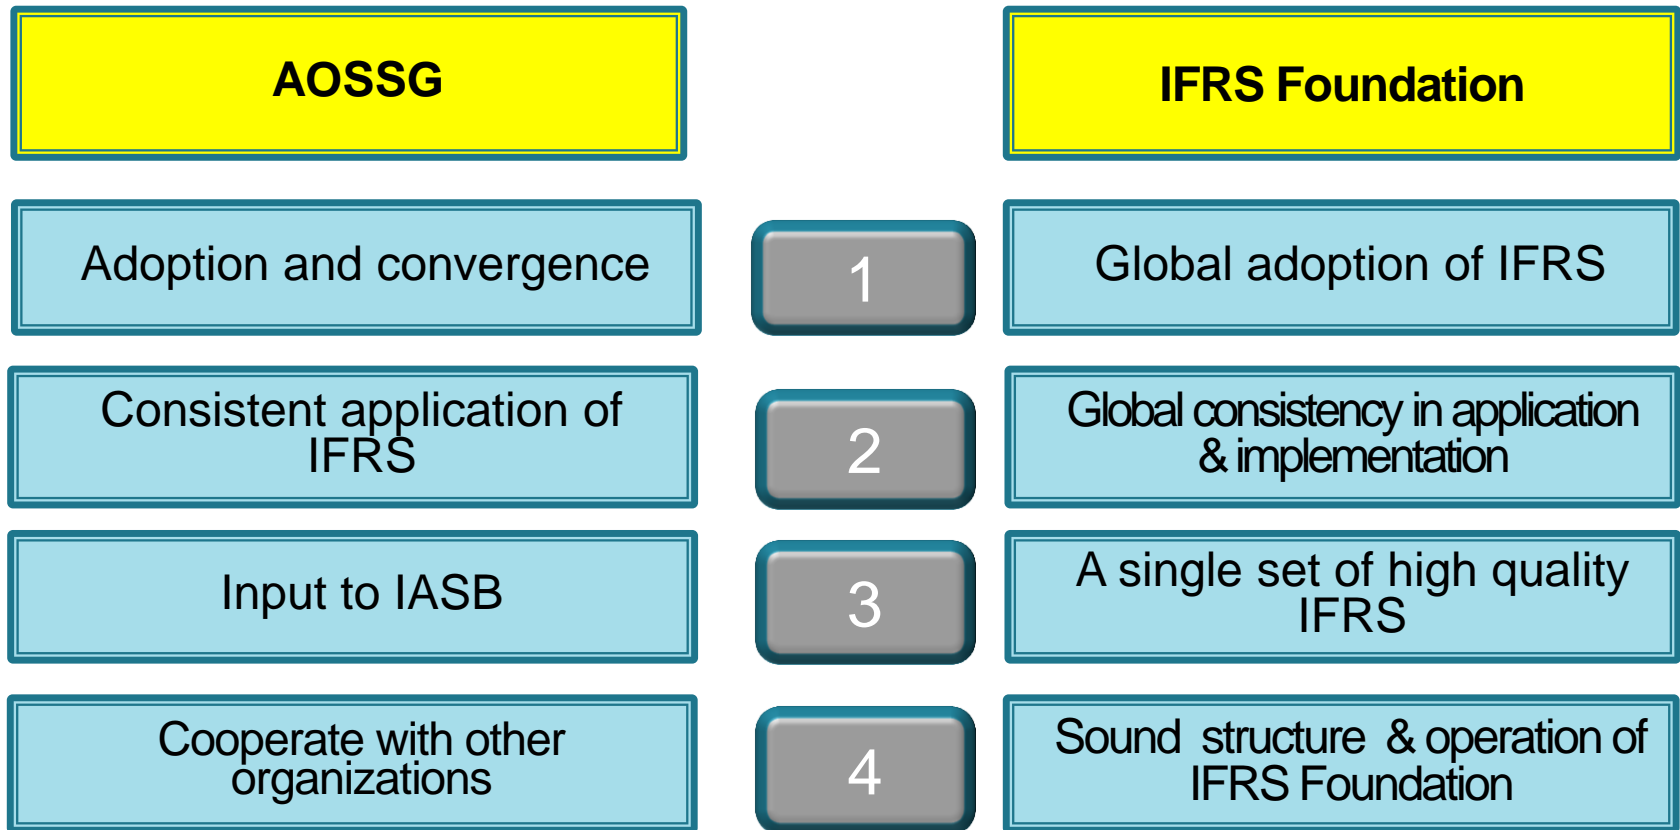 AOSSG
IFRS Foundation
Adoption and convergence
1
Global adoption of IFRS
Consistent application of
IFRS
2
Global consistency in application
& implementation
Input to IASB
3
A single set of high quality
IFRS
Cooperate with other
organizations
4
Sound structure & operation of
IFRS Foundation